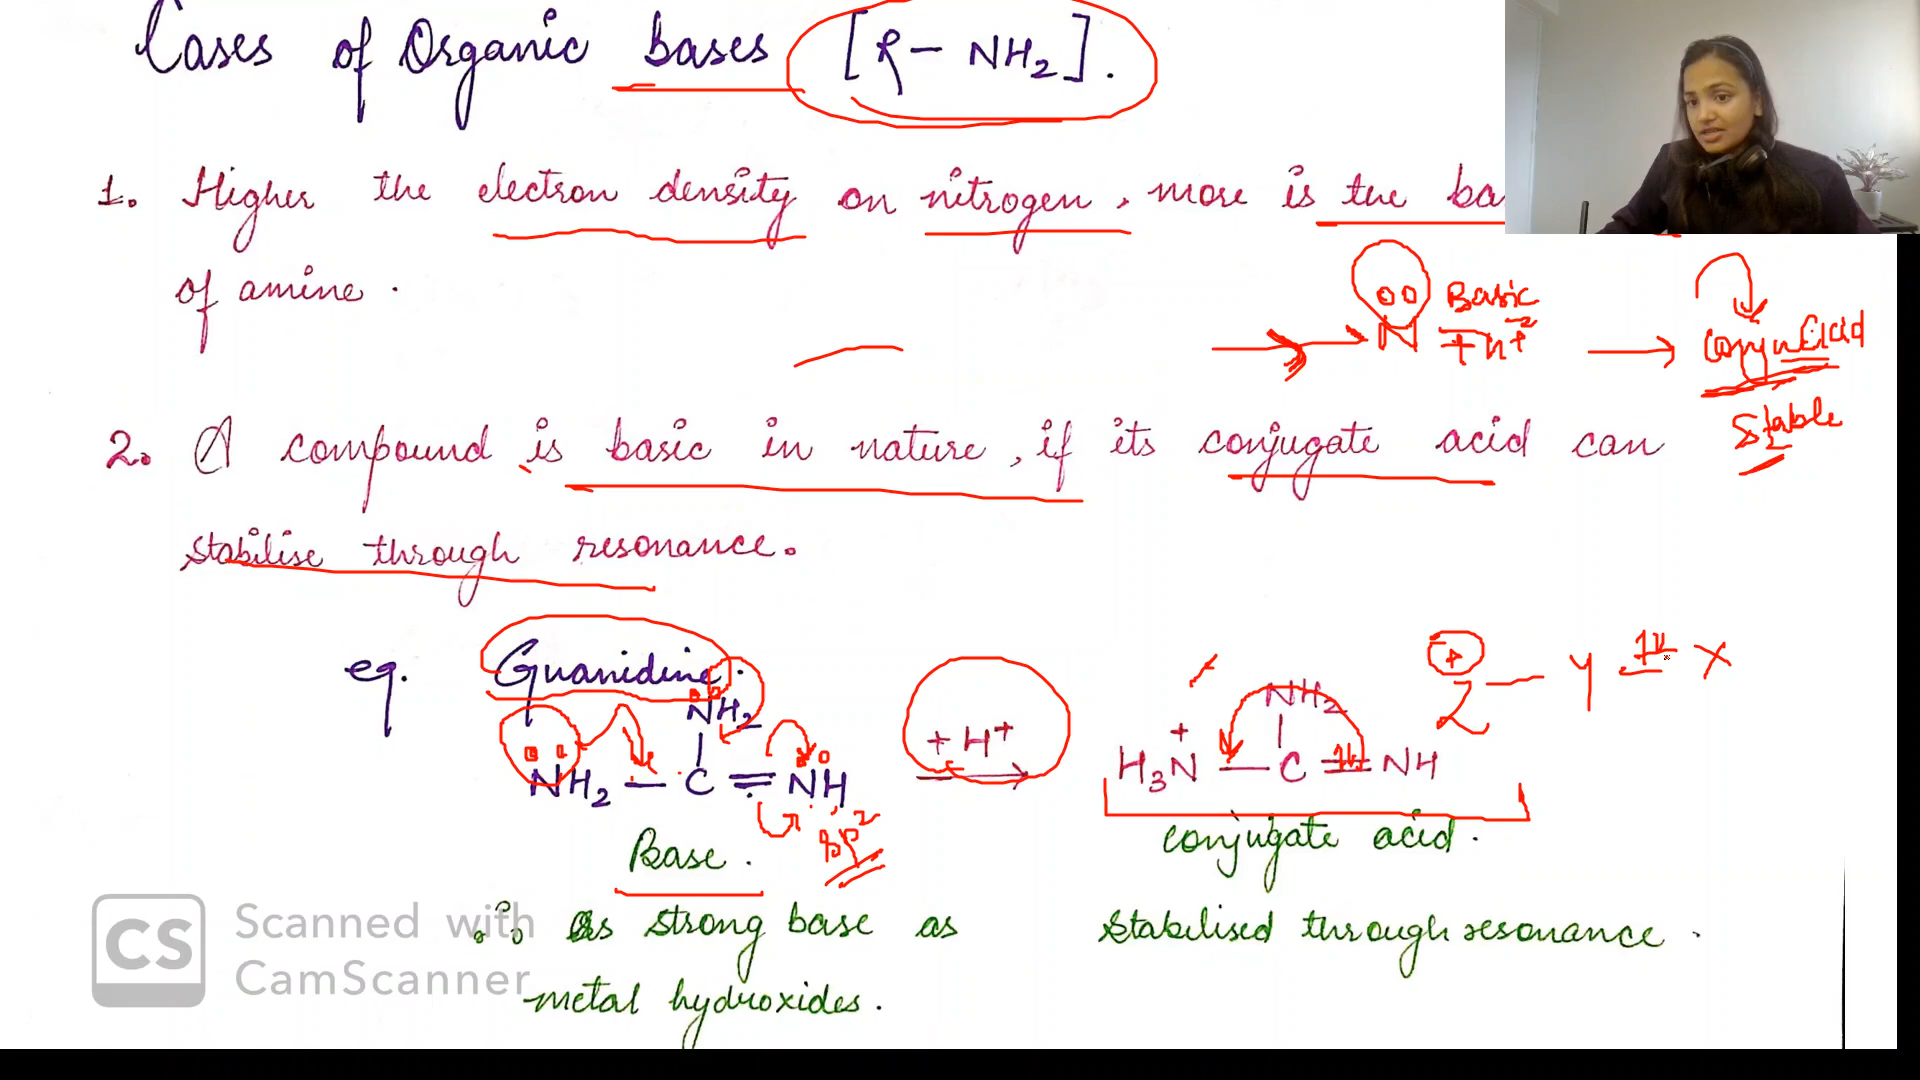 Cases of Organic bases [R – NH2].
1. Higher the electron density on nitrogen, more is the ba
of amine.
Basic
N + H+
Conju Acid
Stable
2. A compound is basic in nature, if its conjugate acid can
stabilise through resonance.
eg. Guanidine.
NH2
NH2 – C = NH
+ H+
NH2
H3N+ – C = NH
Z – Y = X
+
sp2
Base.
conjugate acid.
∴ As strong base as
metal hydroxides.
stabilised through resonance.
CS Scanned with
CamScanner